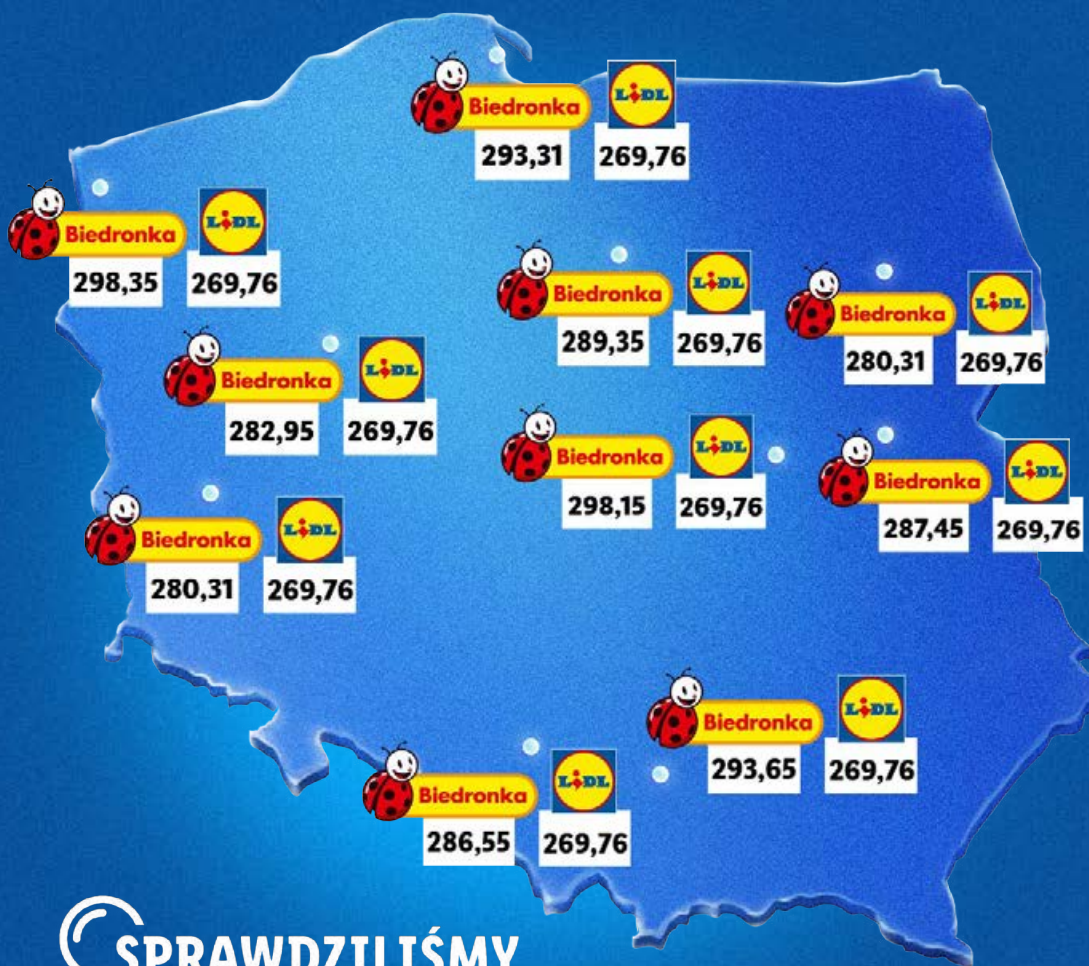 Biedronka LIDL
293,31 269,76
Biedronka LIDL
298,35 269,76
Biedronka LIDL
289,35 269,76
Biedronka LIDL
280,31 269,76
Biedronka LIDL
282,95 269,76
Biedronka LIDL
298,15 269,76
Biedronka LIDL
287,45 269,76
Biedronka LIDL
280,31 269,76
Biedronka LIDL
293,65 269,76
Biedronka LIDL
286,55 269,76
SPRAWDZILIŚMY